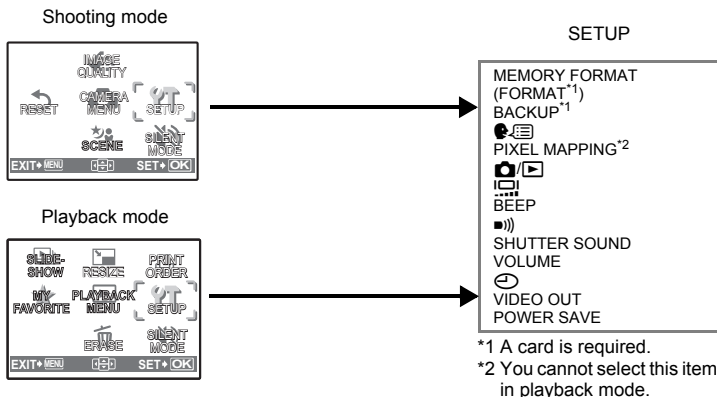 Shooting mode
IMAGE
QUALITY
RESET
CAMERA
MENU
SETUP
SCENE
SILENT
MODE
EXIT MENU
SET OK
Playback mode
SLIDE-
SHOW
RESIZE
PRINT
ORDER
MY
FAVORITE
PLAYBACK
MENU
SETUP
ERASE
SILENT
MODE
EXIT MENU
SET OK
SETUP
MEMORY FORMAT
(FORMAT*1)
BACKUP*1
PIXEL MAPPING*2
/
BEEP
SHUTTER SOUND
VOLUME
VIDEO OUT
POWER SAVE
*1 A card is required.
*2 You cannot select this item
in playback mode.